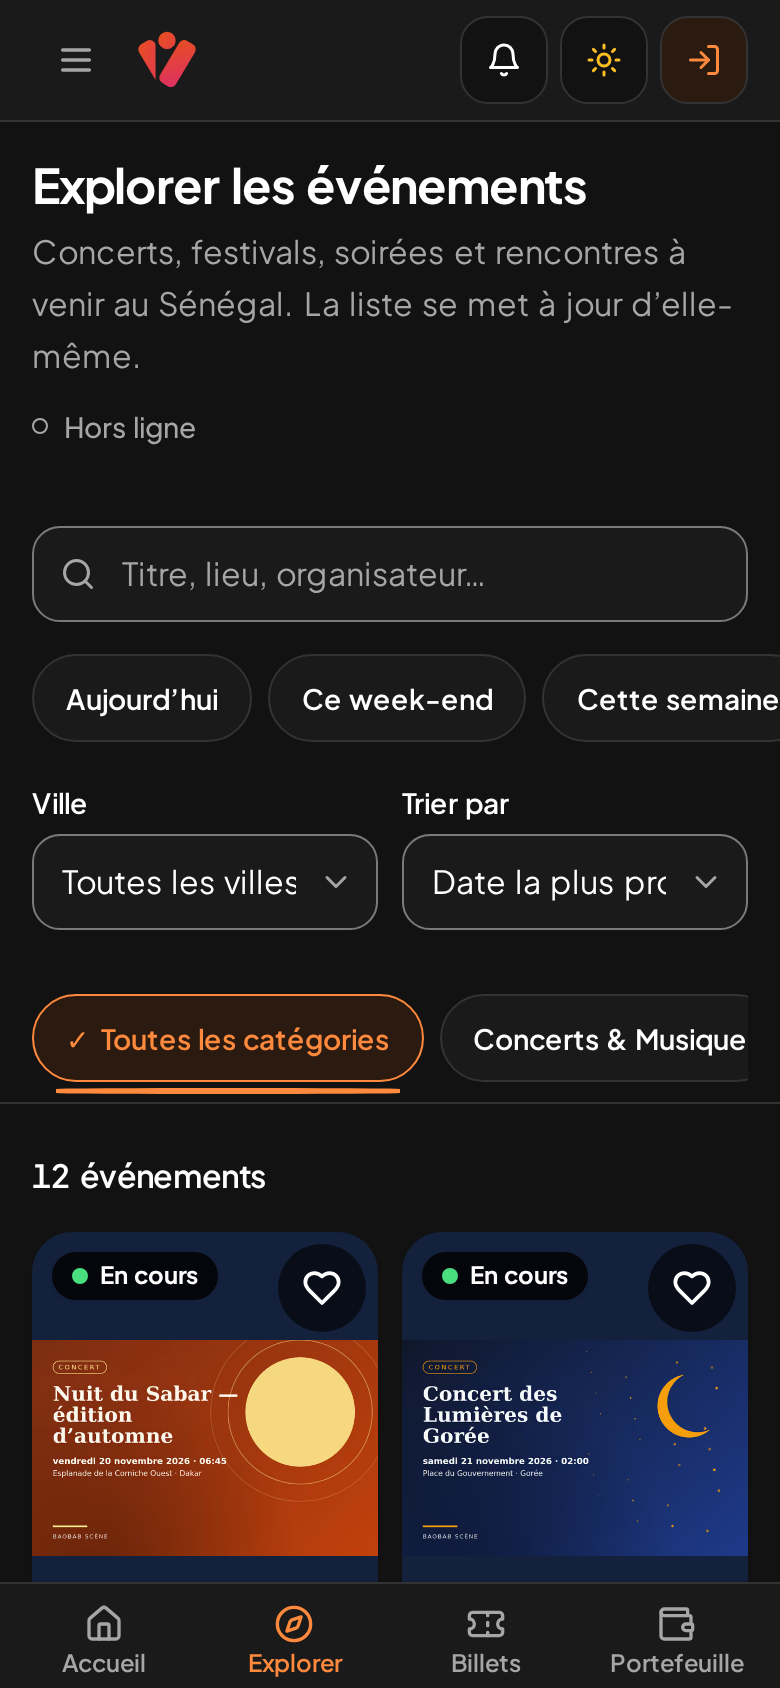 Explorer les événements
Concerts, festivals, soirées et rencontres à
venir au Sénégal. La liste se met à jour d’elle-
même.
Hors ligne
Titre, lieu, organisateur…
Aujourd’hui
Ce week-end
Cette semaine
Ville
Trier par
Toutes les villes
Date la plus pro
✓ Toutes les catégories
Concerts & Musique
12 événements
En cours
CONCERT
Nuit du Sabar —
édition
d’automne
vendredi 20 novembre 2026 · 06:45
Esplanade de la Corniche Ouest · Dakar
BAOBAB SCÈNE
En cours
CONCERT
Concert des
Lumières de
Gorée
samedi 21 novembre 2026 · 02:00
Place du Gouvernement · Gorée
BAOBAB SCÈNE
Accueil
Explorer
Billets
Portefeuille